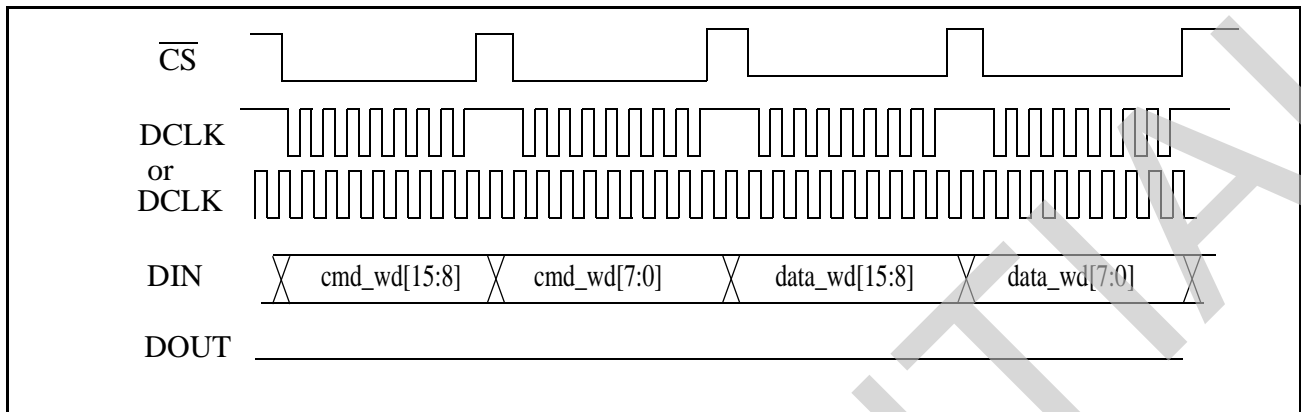 CS
DCLK
or
DCLK
DIN cmd_wd[15:8] cmd_wd[7:0] data_wd[15:8] data_wd[7:0]
DOUT